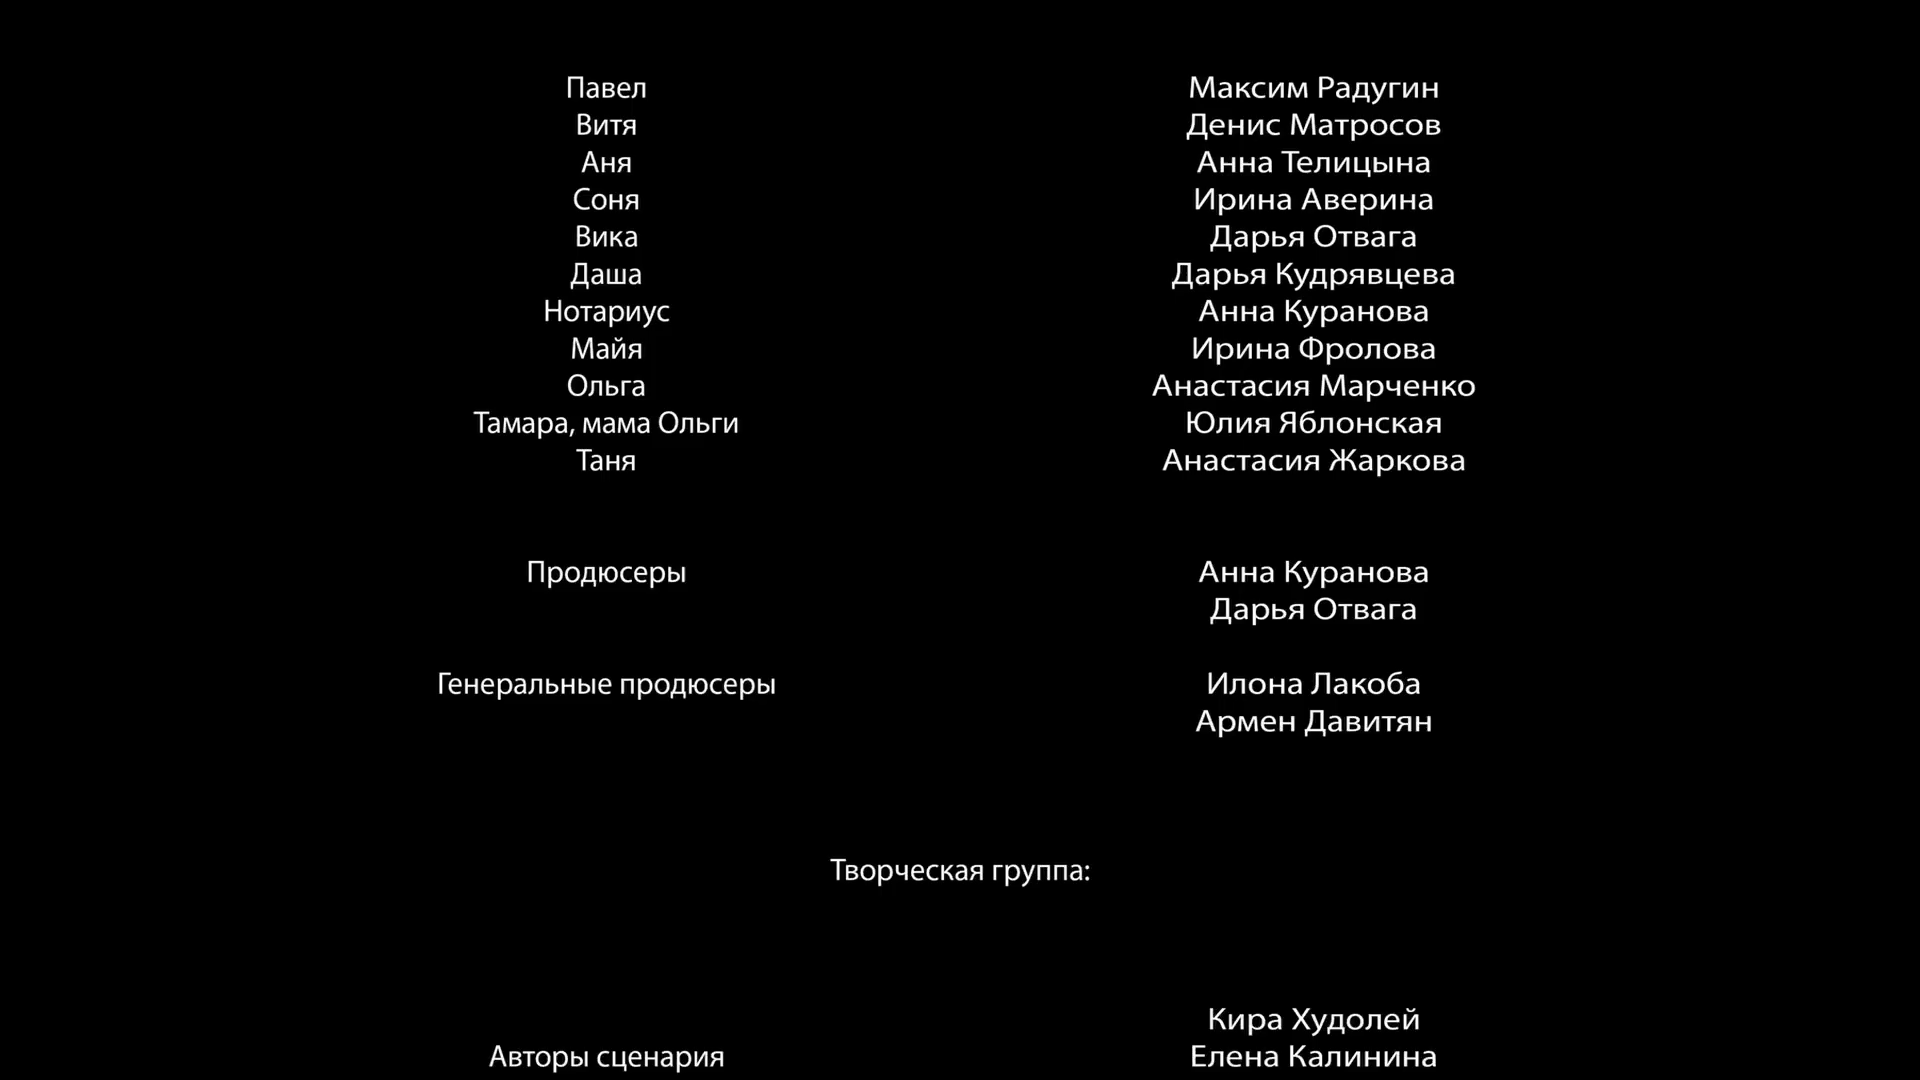 Павел Максим Радугин
Витя Денис Матросов
Аня Анна Телицына
Соня Ирина Аверина
Вика Дарья Отвага
Даша Дарья Кудрявцева
Нотариус Анна Куранова
Майя Ирина Фролова
Ольга Анастасия Марченко
Тамара, мама Ольги Юлия Яблонская
Таня Анастасия Жаркова
Продюсеры Анна Куранова
Дарья Отвага
Генеральные продюсеры Илона Лакоба
Армен Давитян
Творческая группа:
Кира Худолей
Авторы сценария Елена Калинина